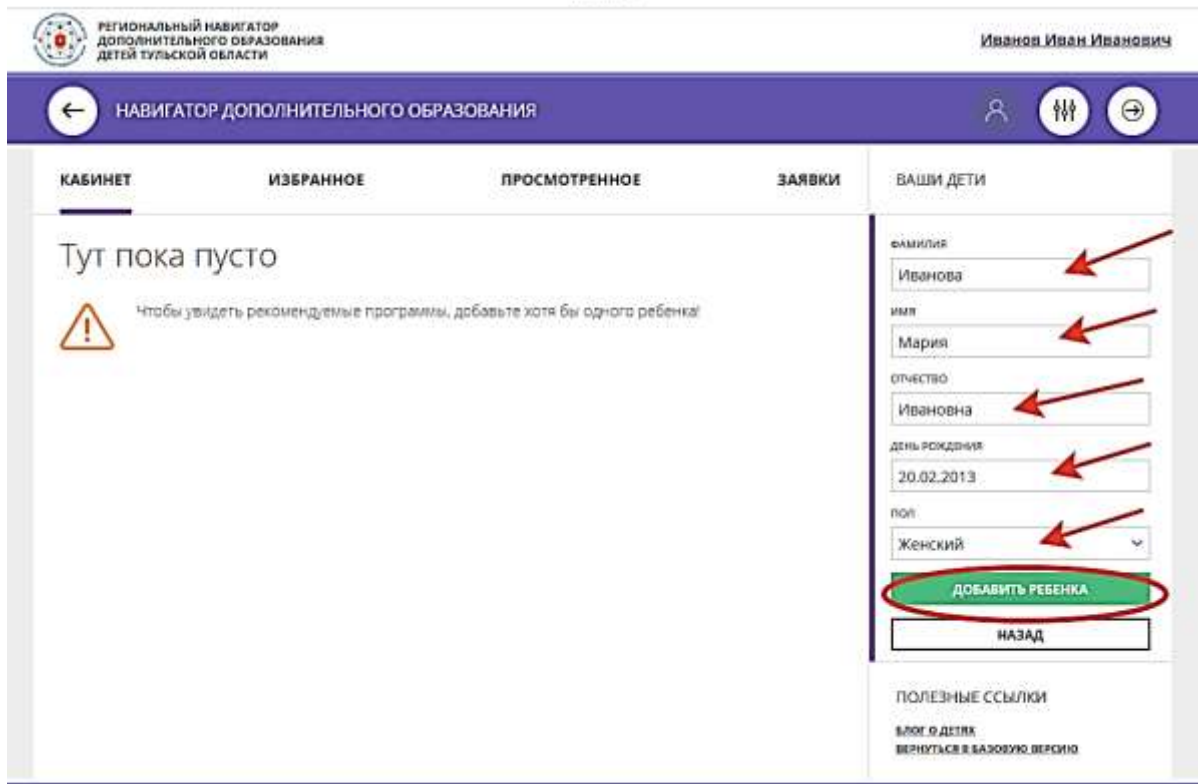 РЕГИОНАЛЬНЫЙ НАВИГАТОР
ДОПОЛНИТЕЛЬНОГО ОБРАЗОВАНИЯ
ДЕТЕЙ ТУЛЬСКОЙ ОБЛАСТИ
Иванов Иван Иванович
НАВИГАТОР ДОПОЛНИТЕЛЬНОГО ОБРАЗОВАНИЯ
КАБИНЕТ ИЗБРАННОЕ ПРОСМОТРЕННОЕ ЗАЯВКИ
Тут пока пусто
Чтобы увидеть рекомендуемые программы, добавьте хотя бы одного ребенка!
ВАШИ ДЕТИ
ФАМИЛИЯ
Иванова
ИМЯ
Мария
ОТЧЕСТВО
Ивановна
ДЕНЬ РОЖДЕНИЯ
20.02.2013
ПОЛ
Женский
ДОБАВИТЬ РЕБЕНКА
НАЗАД
ПОЛЕЗНЫЕ ССЫЛКИ
БЛОГ О ДЕТЯХ
ВЕРНУТЬСЯ В БАЗОВУЮ ВЕРСИЮ